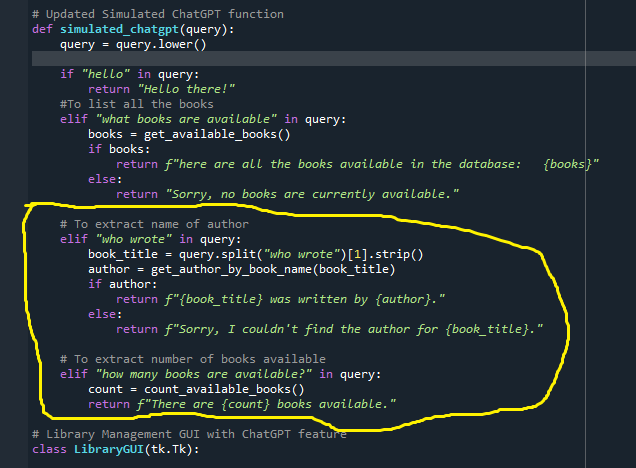 # Updated Simulated ChatGPT function
def simulated_chatgpt(query):
    query = query.lower()
    if "hello" in query:
        return "Hello there!"
    #To list all the books
    elif "what books are available" in query:
        books = get_available_books()
        if books:
            return f"here are all the books available in the database:   {books}"
        else:
            return "Sorry, no books are currently available."
    # To extract name of author
    elif "who wrote" in query:
        book_title = query.split("who wrote")[1].strip()
        author = get_author_by_book_name(book_title)
        if author:
            return f"{book_title} was written by {author}."
        else:
            return f"Sorry, I couldn't find the author for {book_title}."
    # To extract number of books available
    elif "how many books are available?" in query:
        count = count_available_books()
        return f"There are {count} books available."
# Library Management GUI with ChatGPT feature
class LibraryGUI(tk.Tk):